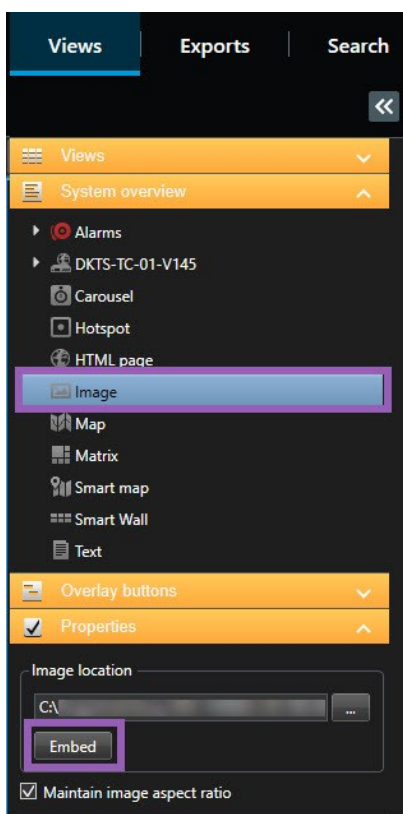 Views Exports Search
Views
System overview
Alarms
DKTS-TC-01-V145
Carousel
Hotspot
HTML page
Image
Map
Matrix
Smart map
Smart Wall
Text
Overlay buttons
Properties
Image location
C:\ ...
Embed
Maintain image aspect ratio